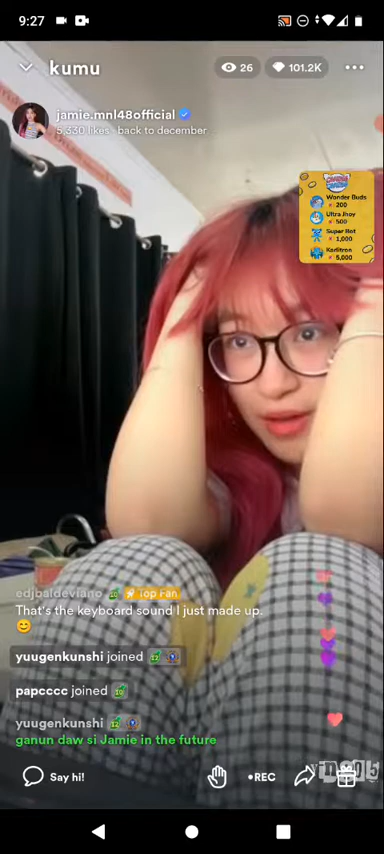 9:27
kumu
26
101.2K
jamie.mnl48official
5,330 likes · back to december
Wonder Buds
200
Ultra Jhoy
500
Super Bot
1,000
Karlitron
5,000
edjbaldeviano Top Fan
That's the keyboard sound I just made up.
yuugenkunshi joined
papcccc joined
yuugenkunshi
ganun daw si Jamie in the future
Say hi!
•REC